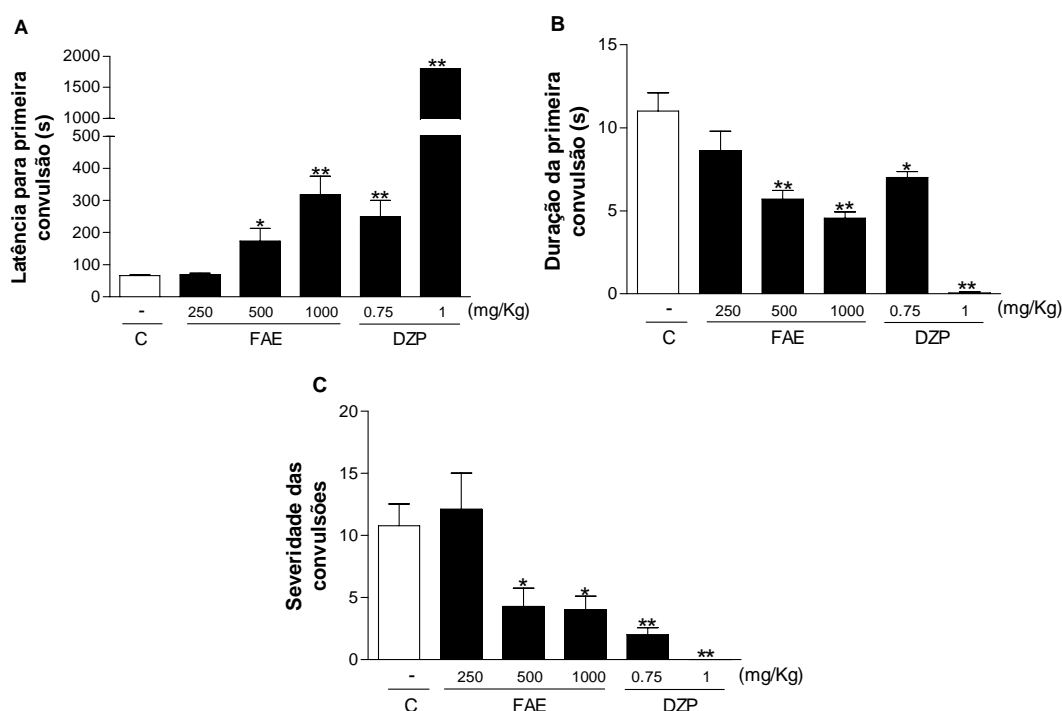 A
Latência para primeira
convulsão (s)
2000
1500
1000
500
400
300
200
100
0
*
**
**
**
- 250 500 1000 0.75 1 (mg/Kg)
C FAE DZP
B
Duração da primeira
convulsão (s)
15
10
5
0
**
**
*
**
- 250 500 1000 0.75 1 (mg/Kg)
C FAE DZP
C
Severidade das
convulsões
20
15
10
5
0
*
*
**
**
- 250 500 1000 0.75 1 (mg/Kg)
C FAE DZP